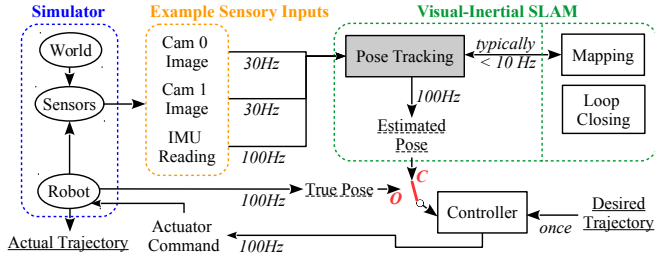 Simulator
Example Sensory Inputs
Visual-Inertial SLAM
World
Sensors
Robot
Actual Trajectory
Cam 0
Image
Cam 1
Image
IMU
Reading
30Hz
30Hz
100Hz
Pose Tracking
typically
< 10 Hz
Mapping
Loop
Closing
100Hz
Estimated
Pose
100Hz
True Pose
O
C
Controller
once
Desired
Trajectory
Actuator
Command
100Hz